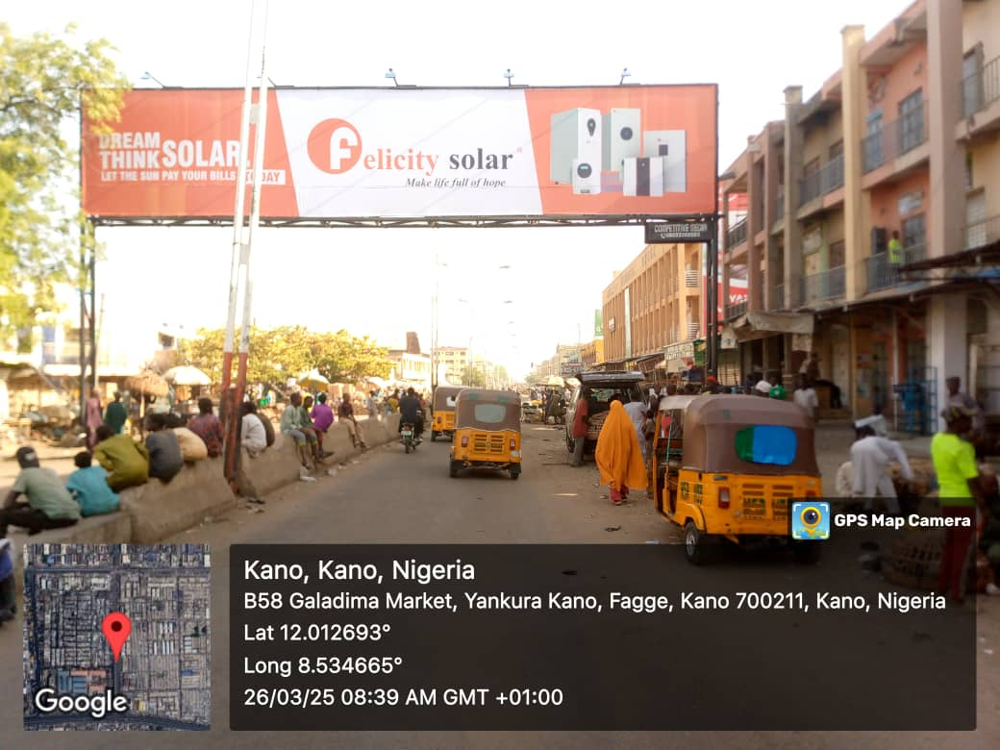 DREAM
THINK SOLAR.
LET THE SUN PAY YOUR BILLS TODAY
Felicity solar
Make life full of hope
COMPETITIVE MEDIA
GPS Map Camera
Kano, Kano, Nigeria
B58 Galadima Market, Yankura Kano, Fagge, Kano 700211, Kano, Nigeria
Lat 12.012693°
Long 8.534665°
26/03/25 08:39 AM GMT +01:00
Google